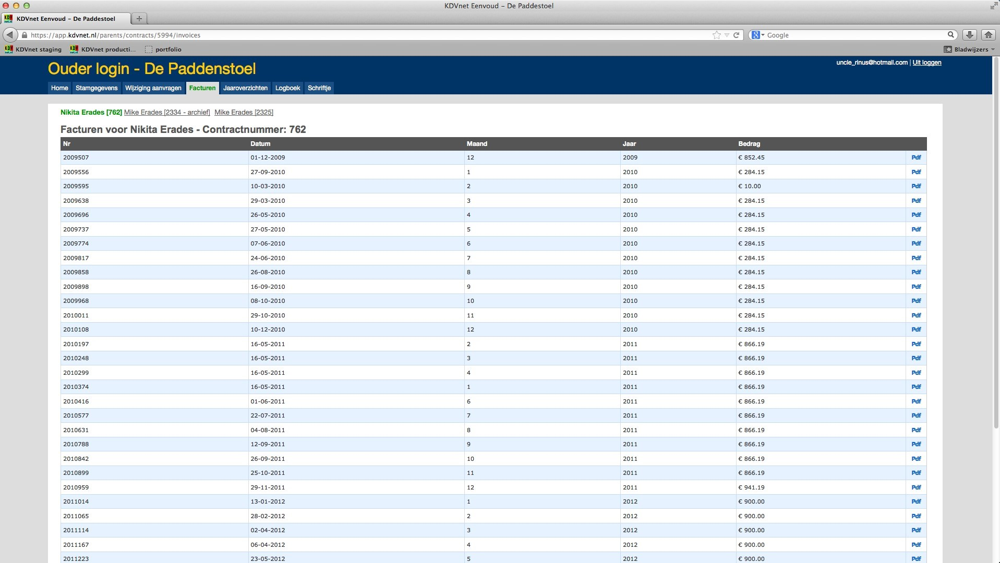 KDVnet Eenvoud – De Paddestoel
KDVnet Eenvoud – De Paddestoel
https://app.kdvnet.nl/parents/contracts/5994/invoices Google
KDVnet staging KDVnet producti... portfolio Bladwijzers
Ouder login - De Paddenstoel uncle_rinus@hotmail.com | Uit loggen
Home Stamgegevens Wijziging aanvragen Facturen Jaaroverzichten Logboek Schriftje
Nikita Erades [762] Mike Erades [2334 - archief] Mike Erades [2325]
Facturen voor Nikita Erades - Contractnummer: 762
Nr Datum Maand Jaar Bedrag
2009507 01-12-2009 12 2009 € 852.45 Pdf
2009556 27-09-2010 1 2010 € 284.15 Pdf
2009595 10-03-2010 2 2010 € 10.00 Pdf
2009638 29-03-2010 3 2010 € 284.15 Pdf
2009696 26-05-2010 4 2010 € 284.15 Pdf
2009737 27-05-2010 5 2010 € 284.15 Pdf
2009774 07-06-2010 6 2010 € 284.15 Pdf
2009817 24-06-2010 7 2010 € 284.15 Pdf
2009858 26-08-2010 8 2010 € 284.15 Pdf
2009898 16-09-2010 9 2010 € 284.15 Pdf
2009968 08-10-2010 10 2010 € 284.15 Pdf
2010011 29-10-2010 11 2010 € 284.15 Pdf
2010108 10-12-2010 12 2010 € 284.15 Pdf
2010197 16-05-2011 2 2011 € 866.19 Pdf
2010248 16-05-2011 3 2011 € 866.19 Pdf
2010299 16-05-2011 4 2011 € 866.19 Pdf
2010374 16-05-2011 1 2011 € 866.19 Pdf
2010416 01-06-2011 6 2011 € 866.19 Pdf
2010577 22-07-2011 7 2011 € 866.19 Pdf
2010631 04-08-2011 8 2011 € 866.19 Pdf
2010788 12-09-2011 9 2011 € 866.19 Pdf
2010842 26-09-2011 10 2011 € 866.19 Pdf
2010899 25-10-2011 11 2011 € 866.19 Pdf
2010959 29-11-2011 12 2011 € 941.19 Pdf
2011014 13-01-2012 1 2012 € 900.00 Pdf
2011065 28-02-2012 2 2012 € 900.00 Pdf
2011114 02-04-2012 3 2012 € 900.00 Pdf
2011167 06-04-2012 4 2012 € 900.00 Pdf
2011223 23-05-2012 5 2012 € 900.00 Pdf